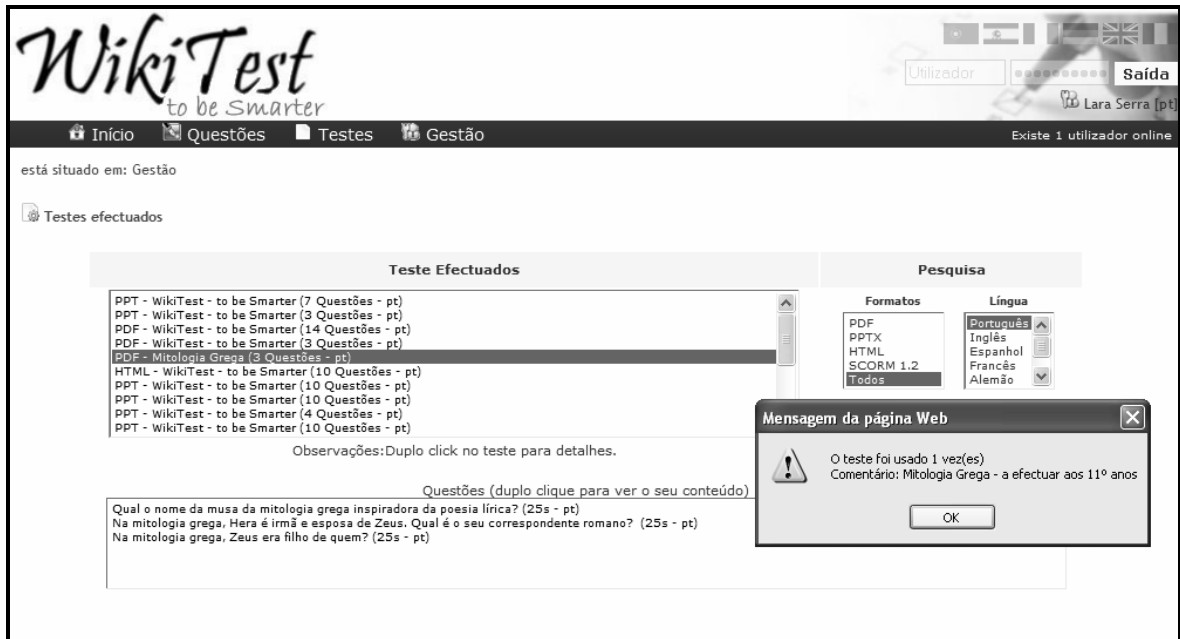 WikiTest
to be Smarter
Utilizador
Saída
Lara Serra [pt]
Início Questões Testes Gestão
Existe 1 utilizador online
está situado em: Gestão
Testes efectuados
Teste Efectuados
PPT - WikiTest - to be Smarter (7 Questões - pt)
PPT - WikiTest - to be Smarter (3 Questões - pt)
PDF - WikiTest - to be Smarter (14 Questões - pt)
PDF - WikiTest - to be Smarter (3 Questões - pt)
PDF - Mitologia Grega (3 Questões - pt)
HTML - WikiTest - to be Smarter (10 Questões - pt)
PPT - WikiTest - to be Smarter (10 Questões - pt)
PPT - WikiTest - to be Smarter (10 Questões - pt)
PPT - WikiTest - to be Smarter (4 Questões - pt)
PPT - WikiTest - to be Smarter (10 Questões - pt)
Observações:Duplo click no teste para detalhes.
Pesquisa
Formatos
PDF
PPTX
HTML
SCORM 1.2
Todos
Língua
Português
Inglês
Espanhol
Francês
Alemão
Mensagem da página Web
O teste foi usado 1 vez(es)
Comentário: Mitologia Grega - a efectuar aos 11º anos
OK
Questões (duplo clique para ver o seu conteúdo)
Qual o nome da musa da mitologia grega inspiradora da poesia lírica? (25s - pt)
Na mitologia grega, Hera é irmã e esposa de Zeus. Qual é o seu correspondente romano? (25s - pt)
Na mitologia grega, Zeus era filho de quem? (25s - pt)